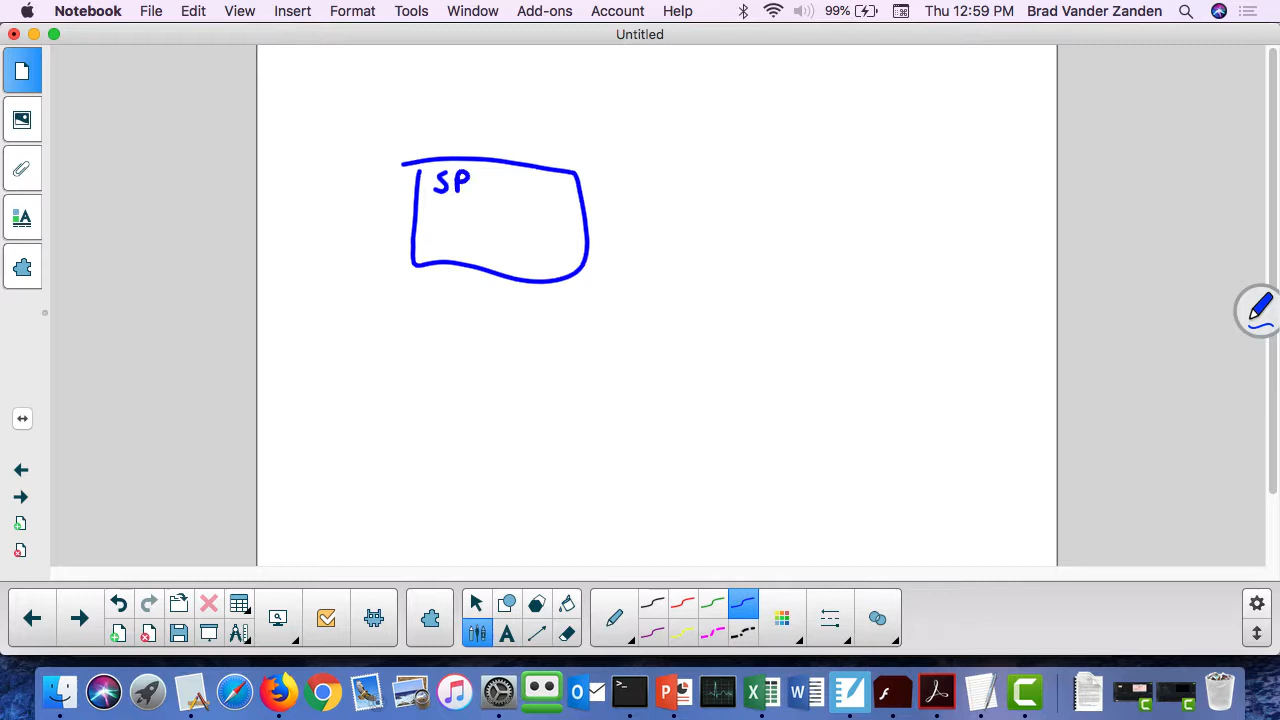 Notebook File Edit View Insert Format Tools Window Add-ons Account Help 99% Thu 12:59 PM Brad Vander Zanden
Untitled
SP